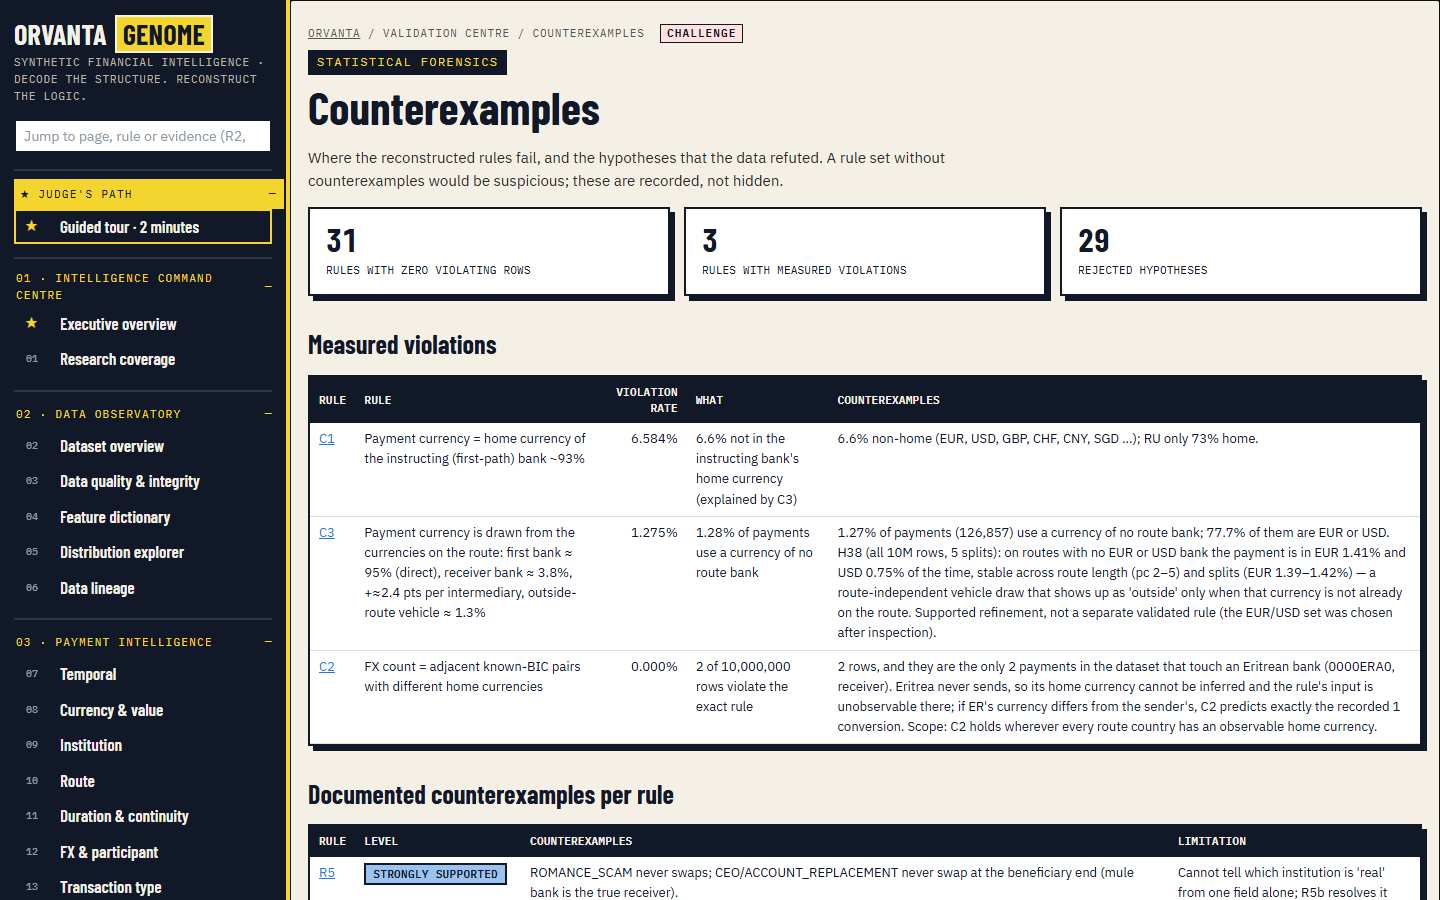 ORVANTA GENOME
SYNTHETIC FINANCIAL INTELLIGENCE ·
DECODE THE STRUCTURE. RECONSTRUCT
THE LOGIC.
Jump to page, rule or evidence (R2,
★ JUDGE'S PATH –
★ Guided tour · 2 minutes
01 · INTELLIGENCE COMMAND
CENTRE –
★ Executive overview
01 Research coverage
02 · DATA OBSERVATORY –
02 Dataset overview
03 Data quality & integrity
04 Feature dictionary
05 Distribution explorer
06 Data lineage
03 · PAYMENT INTELLIGENCE –
07 Temporal
08 Currency & value
09 Institution
10 Route
11 Duration & continuity
12 FX & participant
13 Transaction type
ORVANTA / VALIDATION CENTRE / COUNTEREXAMPLES CHALLENGE
STATISTICAL FORENSICS
Counterexamples
Where the reconstructed rules fail, and the hypotheses that the data refuted. A rule set without
counterexamples would be suspicious; these are recorded, not hidden.
31
RULES WITH ZERO VIOLATING ROWS
3
RULES WITH MEASURED VIOLATIONS
29
REJECTED HYPOTHESES
Measured violations
RULE RULE VIOLATION RATE WHAT COUNTEREXAMPLES
C1 Payment currency = home currency of 6.584% 6.6% not in the 6.6% non-home (EUR, USD, GBP, CHF, CNY, SGD ...); RU only 73% home.
the instructing (first-path) bank ~93% instructing bank's
home currency
(explained by C3)
C3 Payment currency is drawn from the 1.275% 1.28% of payments 1.27% of payments (126,857) use a currency of no route bank; 77.7% of them are EUR or USD.
currencies on the route: first bank ≈ use a currency of no H38 (all 10M rows, 5 splits): on routes with no EUR or USD bank the payment is in EUR 1.41% and
95% (direct), receiver bank ≈ 3.8%, route bank USD 0.75% of the time, stable across route length (pc 2–5) and splits (EUR 1.39–1.42%) — a
+≈2.4 pts per intermediary, outside- route-independent vehicle draw that shows up as 'outside' only when that currency is not already
route vehicle ≈ 1.3% on the route. Supported refinement, not a separate validated rule (the EUR/USD set was chosen
after inspection).
C2 FX count = adjacent known-BIC pairs 0.000% 2 of 10,000,000 2 rows, and they are the only 2 payments in the dataset that touch an Eritrean bank (0000ERA0,
with different home currencies rows violate the receiver). Eritrea never sends, so its home currency cannot be inferred and the rule's input is
exact rule unobservable there; if ER's currency differs from the sender's, C2 predicts exactly the recorded 1
conversion. Scope: C2 holds wherever every route country has an observable home currency.
Documented counterexamples per rule
RULE LEVEL COUNTEREXAMPLES LIMITATION
R5 STRONGLY SUPPORTED ROMANCE_SCAM never swaps; CEO/ACCOUNT_REPLACEMENT never swap at the beneficiary end (mule Cannot tell which institution is 'real'
bank is the true receiver). from one field alone; R5b resolves it